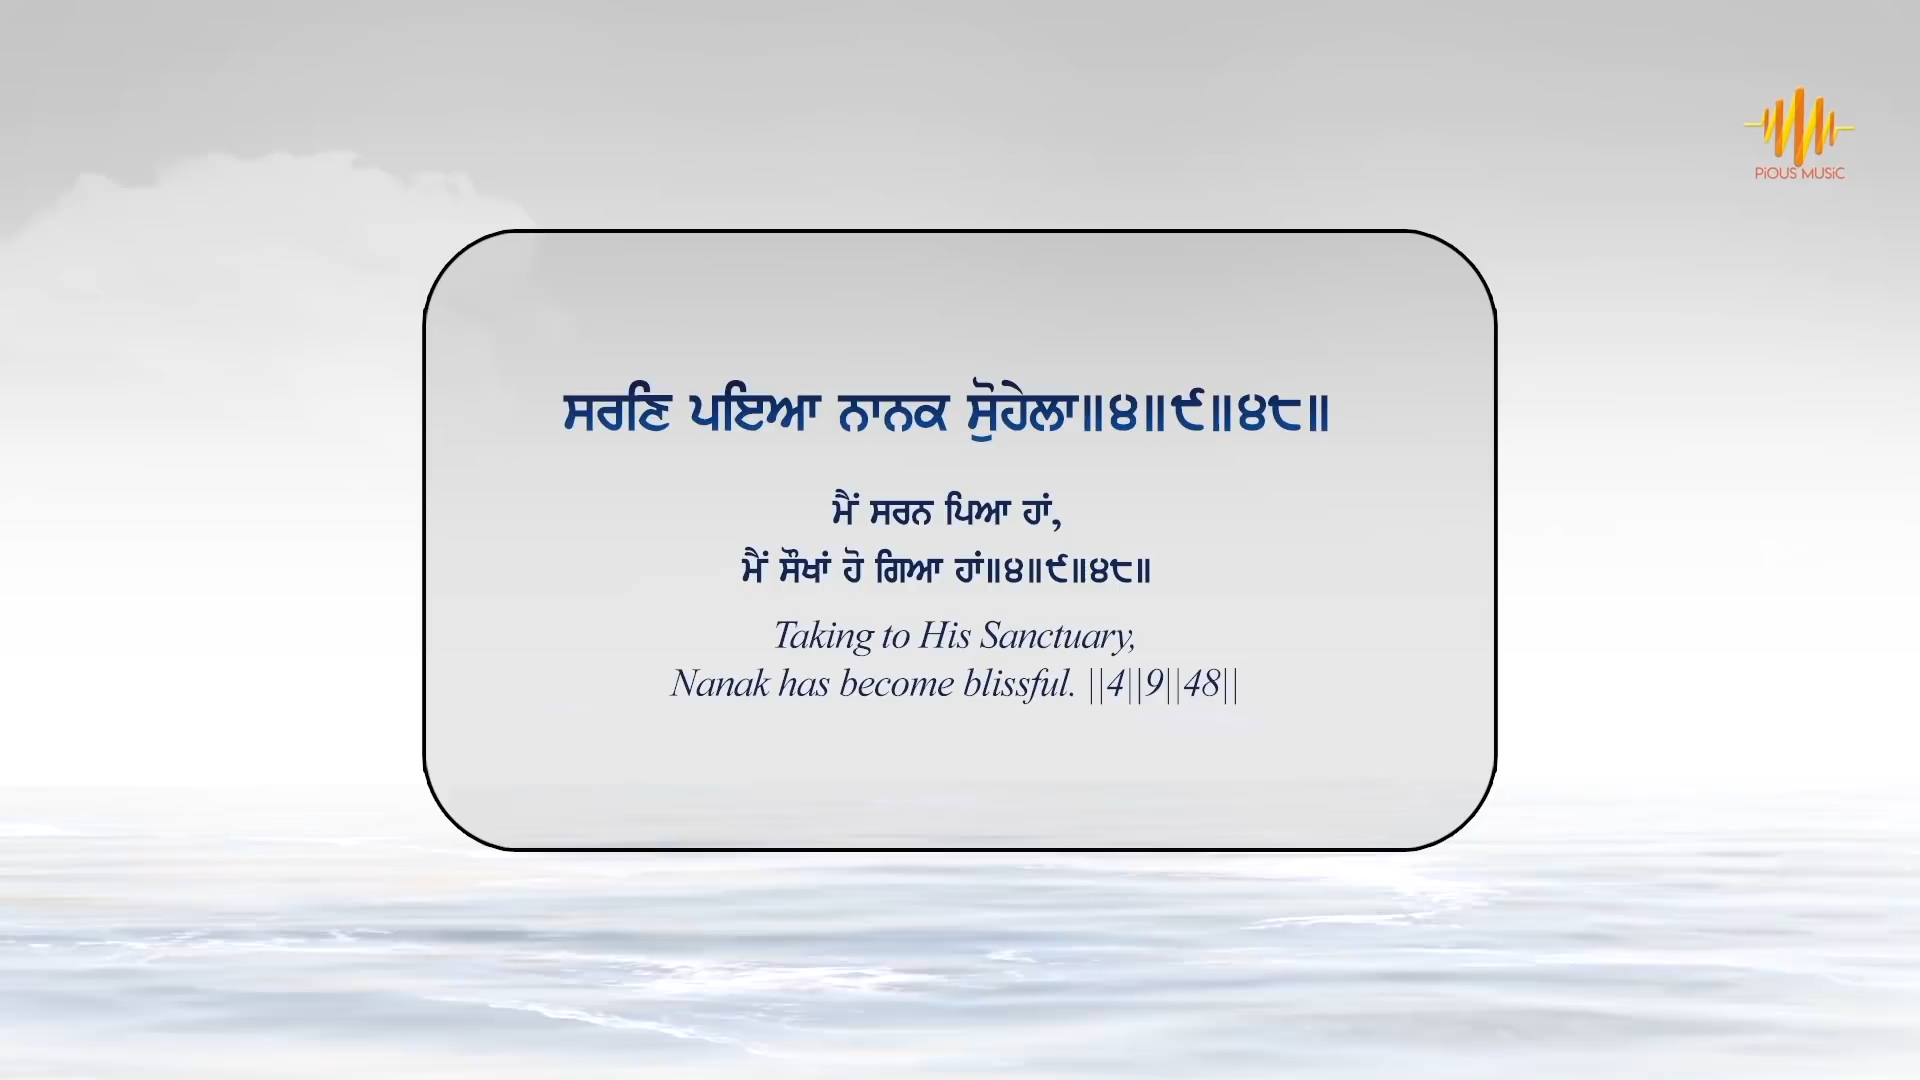 PiOUS MUSiC
ਸਰਣਿ ਪਇਆ ਨਾਨਕ ਸੋੁਹੇਲਾ॥੪॥੯॥੪੮॥
ਮੈਂ ਸਰਨ ਪਿਆ ਹਾਂ,
ਮੈਂ ਸੌਖਾਂ ਹੋ ਗਿਆ ਹਾਂ॥੪॥੯॥੪੮॥
Taking to His Sanctuary,
Nanak has become blissful. ||4||9||48||